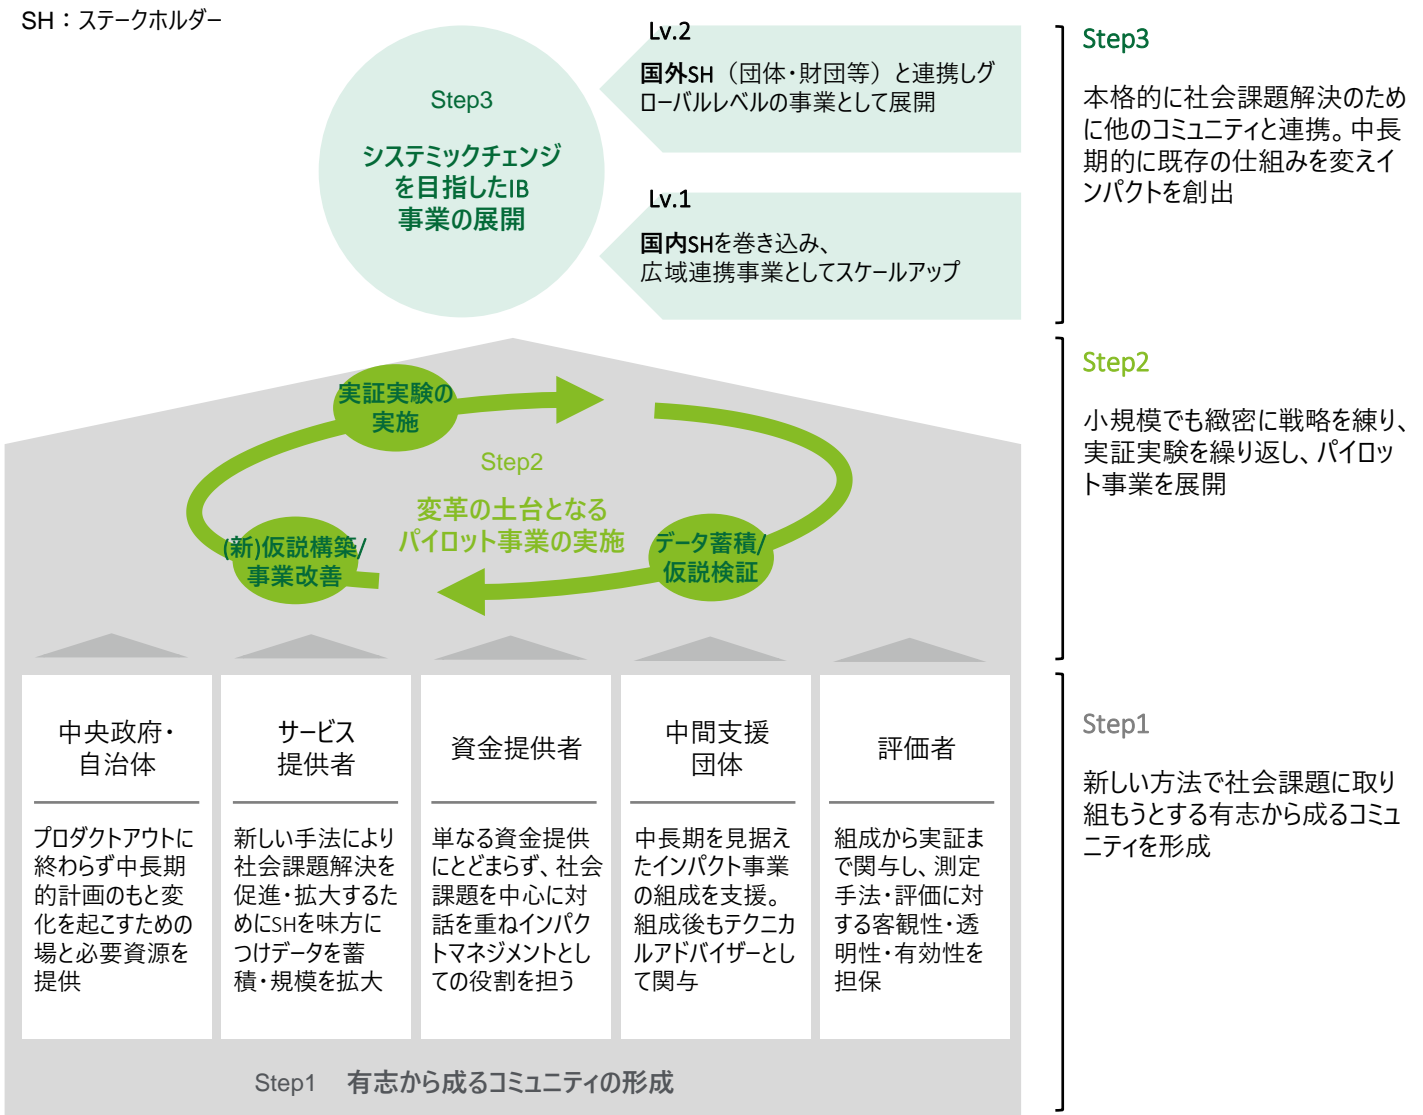 SH：ステークホルダー
Step3
システミックチェンジ
を目指したIB
事業の展開
Lv.2
国外SH（団体・財団等）と連携しグ
ローバルレベルの事業として展開
Lv.1
国内SHを巻き込み、
広域連携事業としてスケールアップ
Step3
本格的に社会課題解決のため
に他のコミュニティと連携。中長
期的に既存の仕組みを変えイ
ンパクトを創出
実証実験の
実施
Step2
変革の土台となる
パイロット事業の実施
(新)仮説構築/
事業改善
データ蓄積/
仮説検証
Step2
小規模でも緻密に戦略を練り、
実証実験を繰り返し、パイロッ
ト事業を展開
中央政府・
自治体
プロダクトアウトに
終わらず中長期
的計画のもと変
化を起こすための
場と必要資源を
提供
サービス
提供者
新しい手法により
社会課題解決を
促進・拡大するた
めにSHを味方に
つけデータを蓄
積・規模を拡大
資金提供者
単なる資金提供
にとどまらず、社会
課題を中心に対
話を重ねインパク
トマネジメントとし
ての役割を担う
中間支援
団体
中長期を見据え
たインパクト事業
の組成を支援。
組成後もテクニカ
ルアドバイザーとし
て関与
評価者
組成から実証ま
で関与し、測定
手法・評価に対
する客観性・透
明性・有効性を
担保
Step1
新しい方法で社会課題に取り
組もうとする有志から成るコミュ
ニティを形成
Step1 有志から成るコミュニティの形成